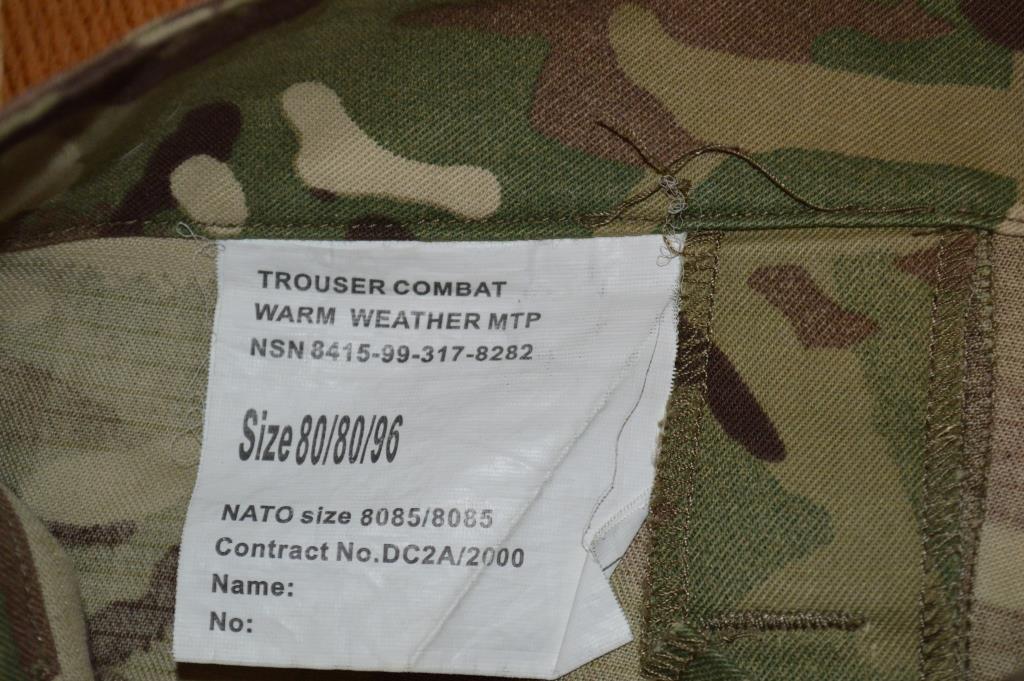 TROUSER COMBAT
WARM WEATHER MTP
NSN 8415-99-317-8282
Size 80/80/96
NATO size 8085/8085
Contract No.DC2A/2000
Name:
No: